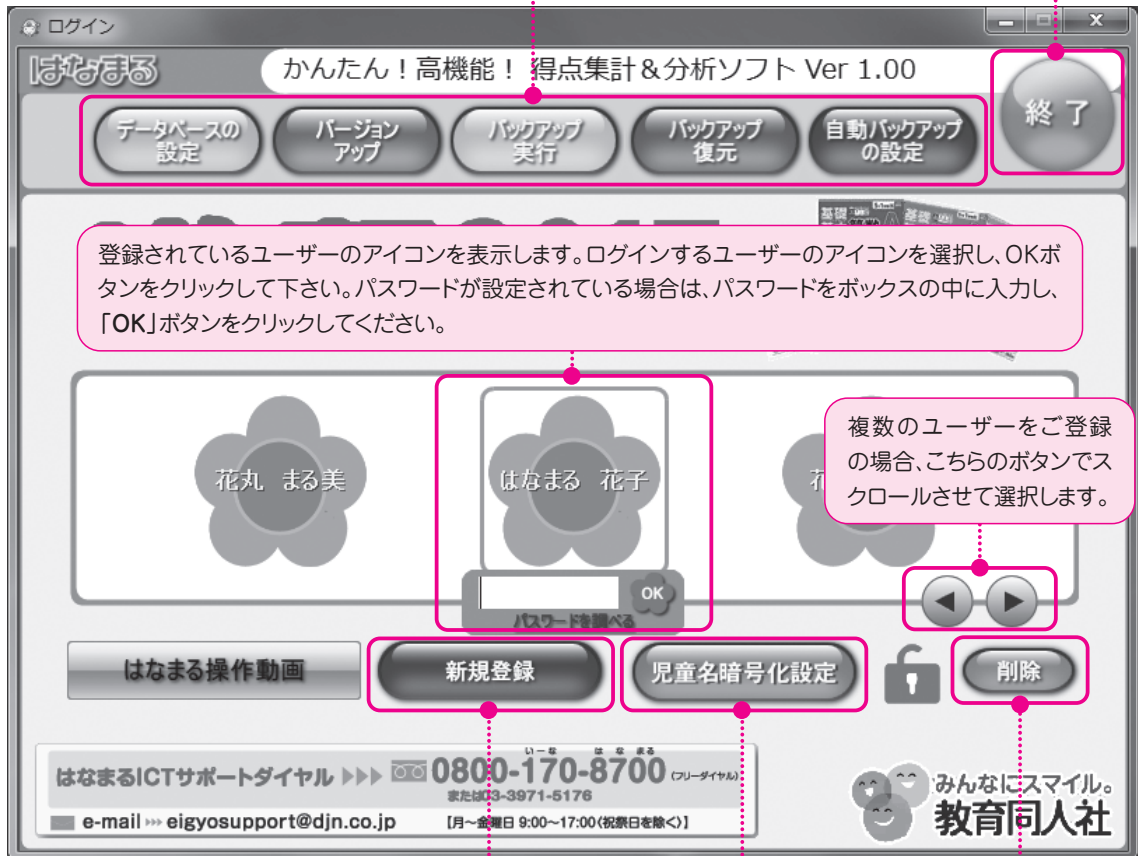 ログイン
はなまる
かんたん！高機能！ 得点集計＆分析ソフト Ver 1.00
終 了
データベースの
設定
バージョン
アップ
バックアップ
実行
バックアップ
復元
自動バックアップ
の設定
登録されているユーザーのアイコンを表示します。ログインするユーザーのアイコンを選択し、OKボ
タンをクリックして下さい。パスワードが設定されている場合は、パスワードをボックスの中に入力し、
「OK」ボタンをクリックしてください。
花丸 まる美
はなまる 花子
花
複数のユーザーをご登録
の場合、こちらのボタンでス
クロールさせて選択します。
OK
パスワードを調べる
はなまる操作動画
新規登録
児童名暗号化設定
削除
いーな は な まる
はなまるICTサポートダイヤル ▶▶▶ 0800-170-8700 (フリーダイヤル)
または03-3971-5176
e-mail ›››› eigyosupport@djn.co.jp 【月～金曜日 9:00～17:00〈祝祭日を除く〉】
みんなにスマイル。
教育同人社